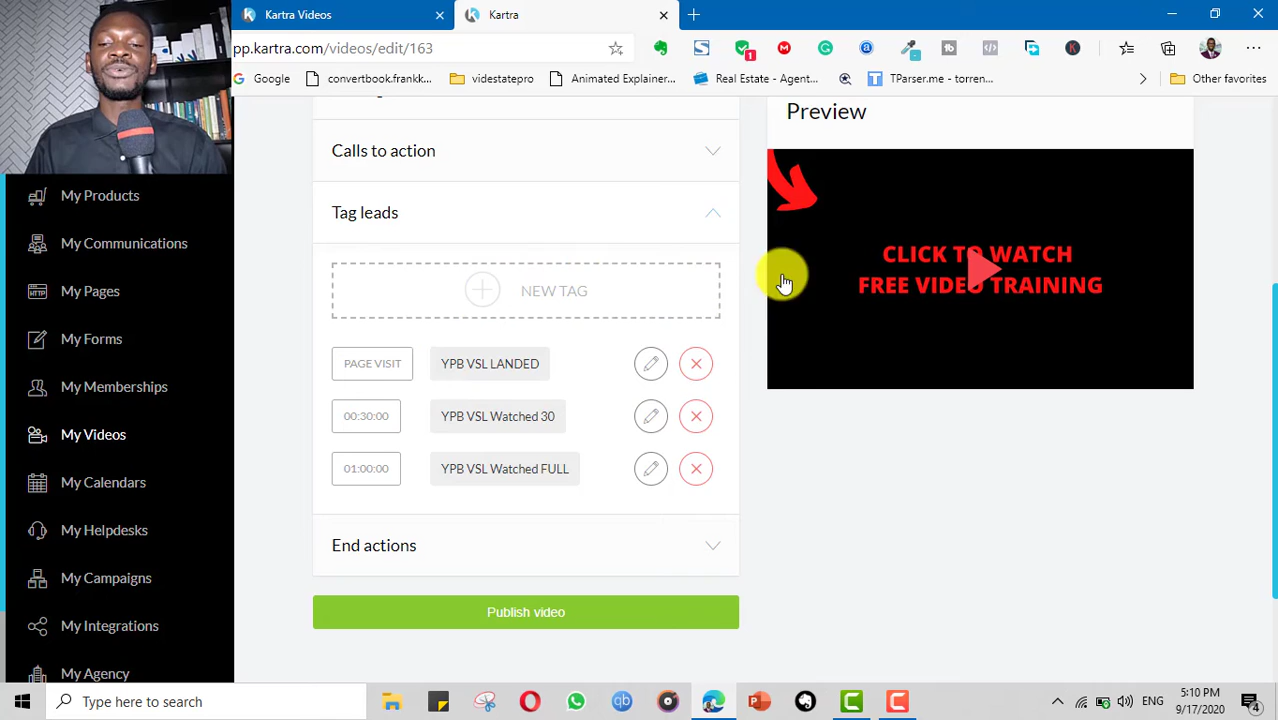 Kartra Videos
Kartra
pp.kartra.com/videos/edit/163
1
Google
convertbook.frankk...
videstatepro
Animated Explainer...
Real Estate - Agent...
TParser.me - torren...
Other favorites
My Products
My Communications
My Pages
My Forms
My Memberships
My Videos
My Calendars
My Helpdesks
My Campaigns
My Integrations
My Agency
Calls to action
Tag leads
NEW TAG
PAGE VISIT
YPB VSL LANDED
00:30:00
YPB VSL Watched 30
01:00:00
YPB VSL Watched FULL
End actions
Publish video
Preview
CLICK TO WATCH
FREE VIDEO TRAINING
Type here to search
qb
5:10 PM
9/17/2020
4